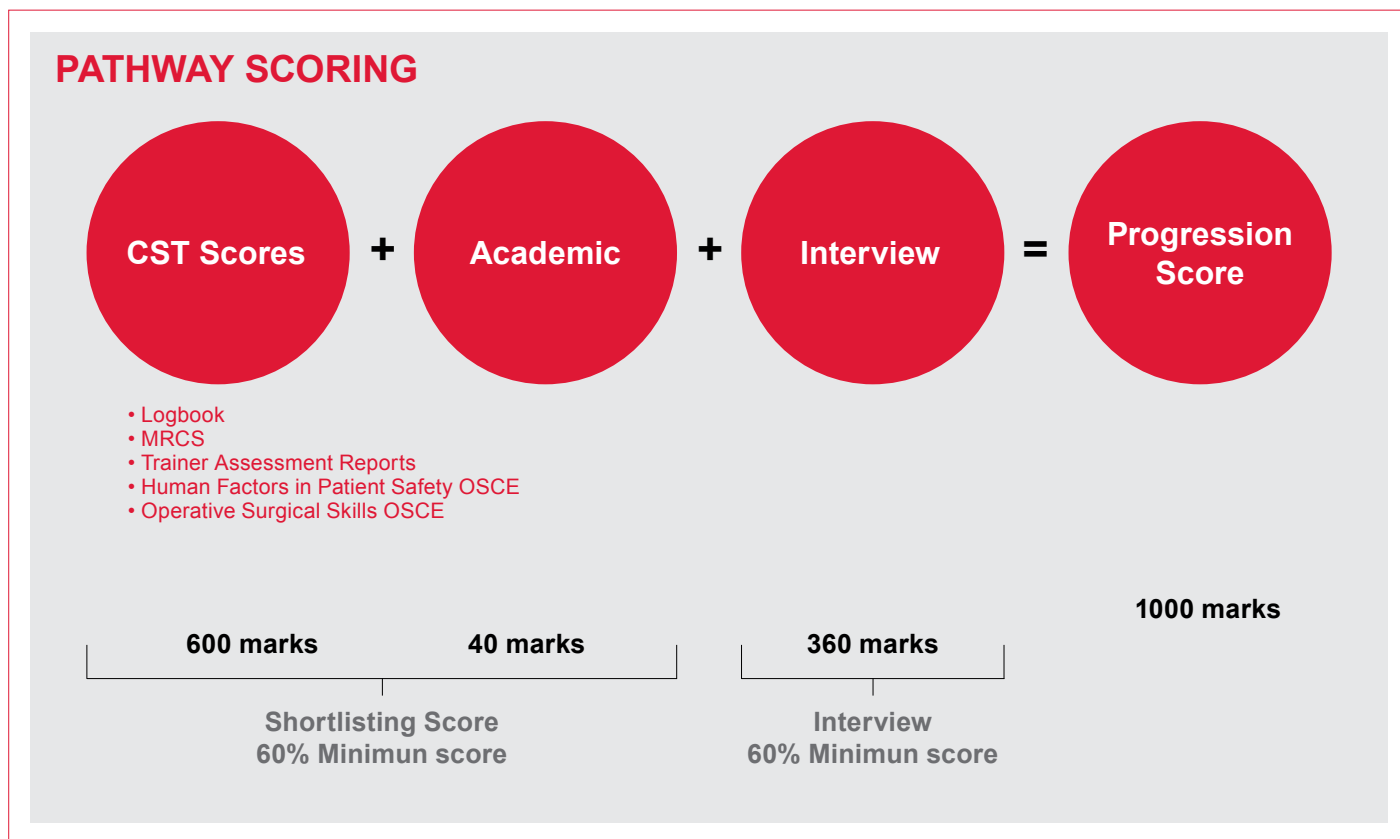 PATHWAY SCORING
CST Scores
+
Academic
+
Interview
=
Progression
Score
• Logbook
• MRCS
• Trainer Assessment Reports
• Human Factors in Patient Safety OSCE
• Operative Surgical Skills OSCE
600 marks
40 marks
360 marks
1000 marks
Shortlisting Score
60% Minimun score
Interview
60% Minimun score